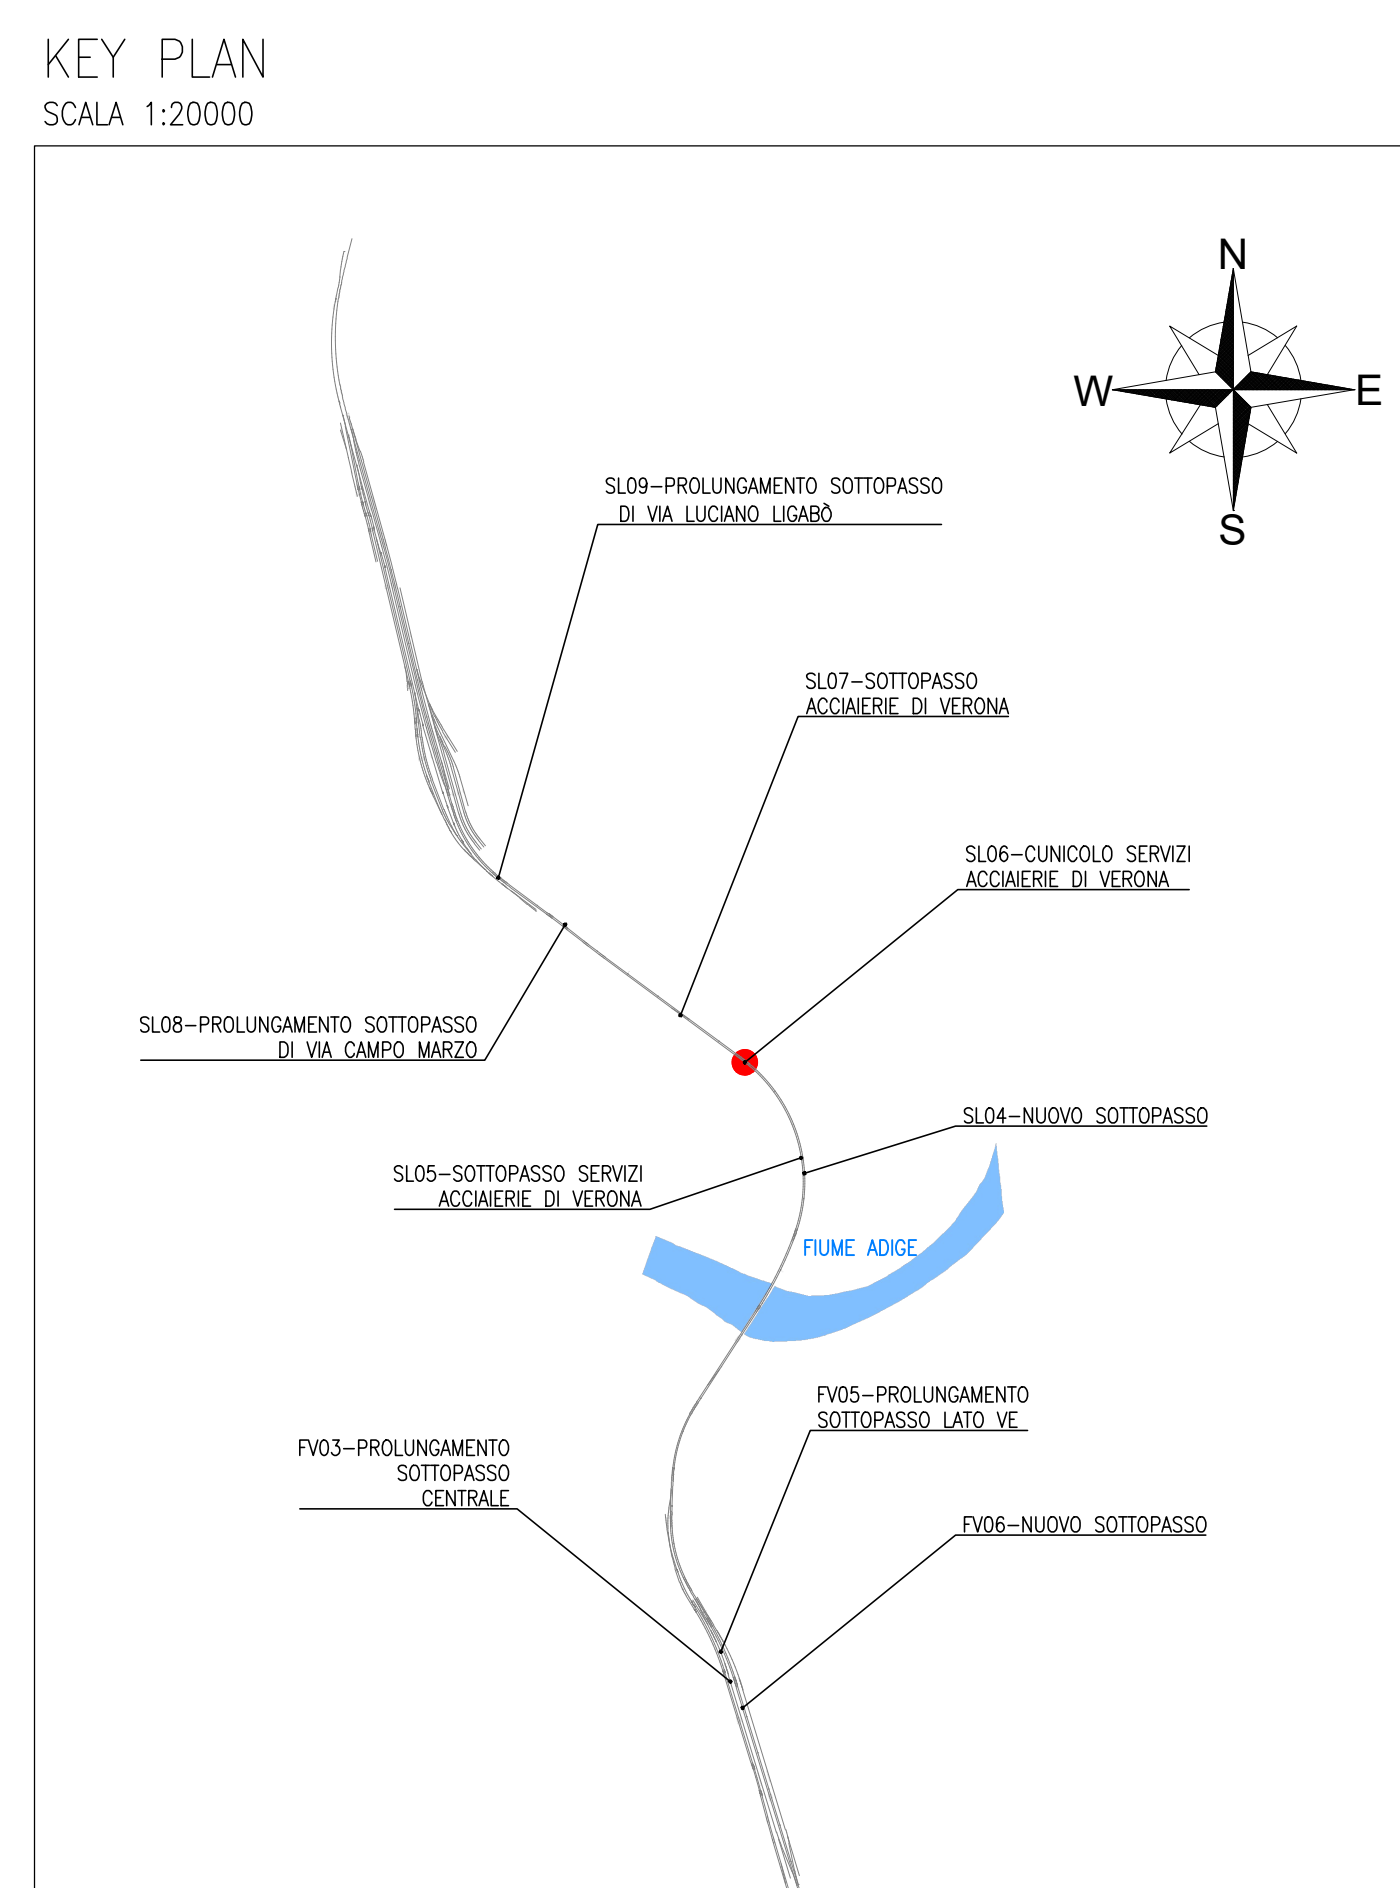 KEY PLAN
SCALA 1:20000
N
W
E
S
SL09-PROLUNGAMENTO SOTTOPASSO
DI VIA LUCIANO LIGABÒ
SL07-SOTTOPASSO
ACCIAIERIE DI VERONA
SL06-CUNICOLO SERVIZI
ACCIAIERIE DI VERONA
SL08-PROLUNGAMENTO SOTTOPASSO
DI VIA CAMPO MARZO
SL04-NUOVO SOTTOPASSO
SL05-SOTTOPASSO SERVIZI
ACCIAIERIE DI VERONA
FIUME ADIGE
FV05-PROLUNGAMENTO
SOTTOPASSO LATO VE
FV03-PROLUNGAMENTO
SOTTOPASSO
CENTRALE
FV06-NUOVO SOTTOPASSO